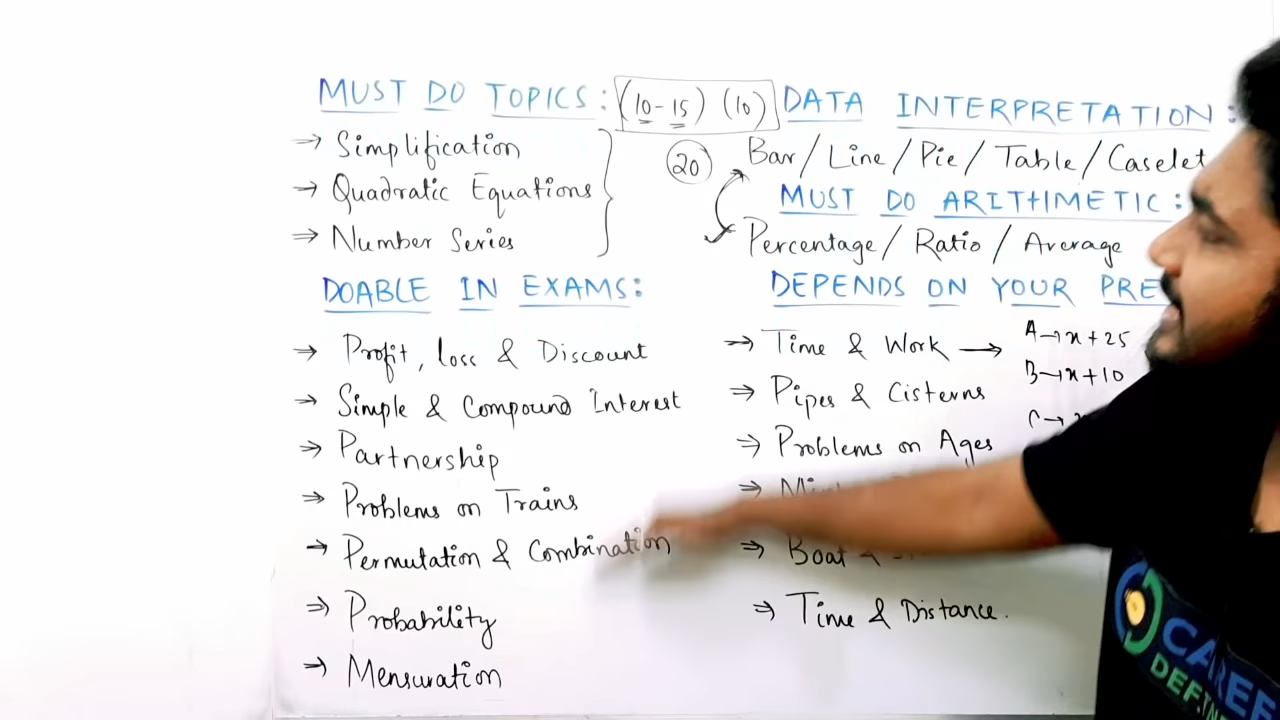 MUST DO TOPICS: (10-15) (10)
→ Simplification
→ Quadratic Equations
→ Number Series
20
DATA INTERPRETATION:
Bar / Line / Pie / Table / Caselet
MUST DO ARITHMETIC:
Percentage / Ratio / Average
DOABLE IN EXAMS:
→ Profit, loss & Discount
→ Simple & Compound Interest
→ Partnership
→ Problems on Trains
→ Permutation & Combination
→ Probability
→ Mensuration
DEPENDS ON YOUR
→ Time & Work → A→x+25
B→x+10
→ Pipes & Cisterns
→ Problems on Ages
→ Boat &
→ Time & Distance.